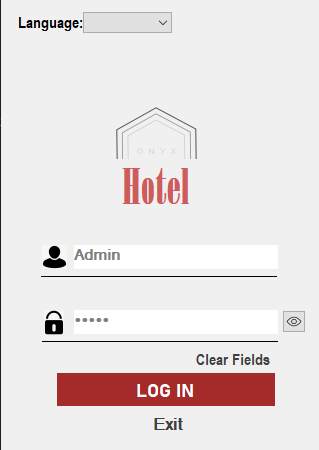 Language:
ONYX
Hotel
Admin
•••••
Clear Fields
LOG IN
Exit